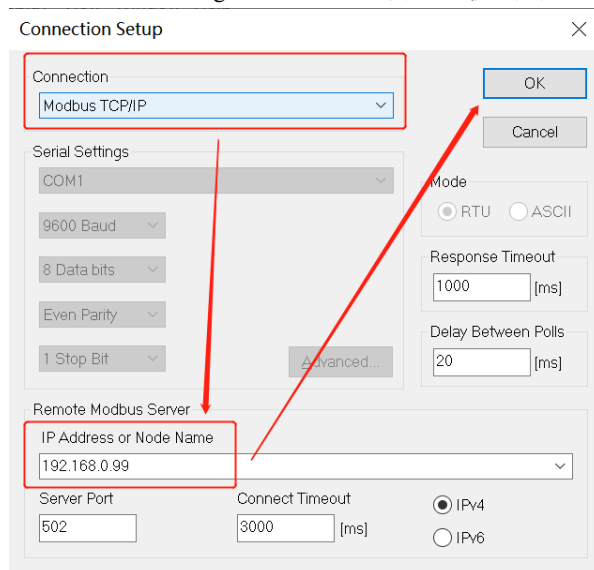 Connection Setup
Connection
Modbus TCP/IP
OK
Cancel
Serial Settings
COM1
Mode
RTU
ASCII
9600 Baud
Response Timeout
8 Data bits
1000
[ms]
Even Parity
Delay Between Polls
1 Stop Bit
Advanced...
20
[ms]
Remote Modbus Server
IP Address or Node Name
192.168.0.99
Server Port
Connect Timeout
IPv4
502
3000
[ms]
IPv6